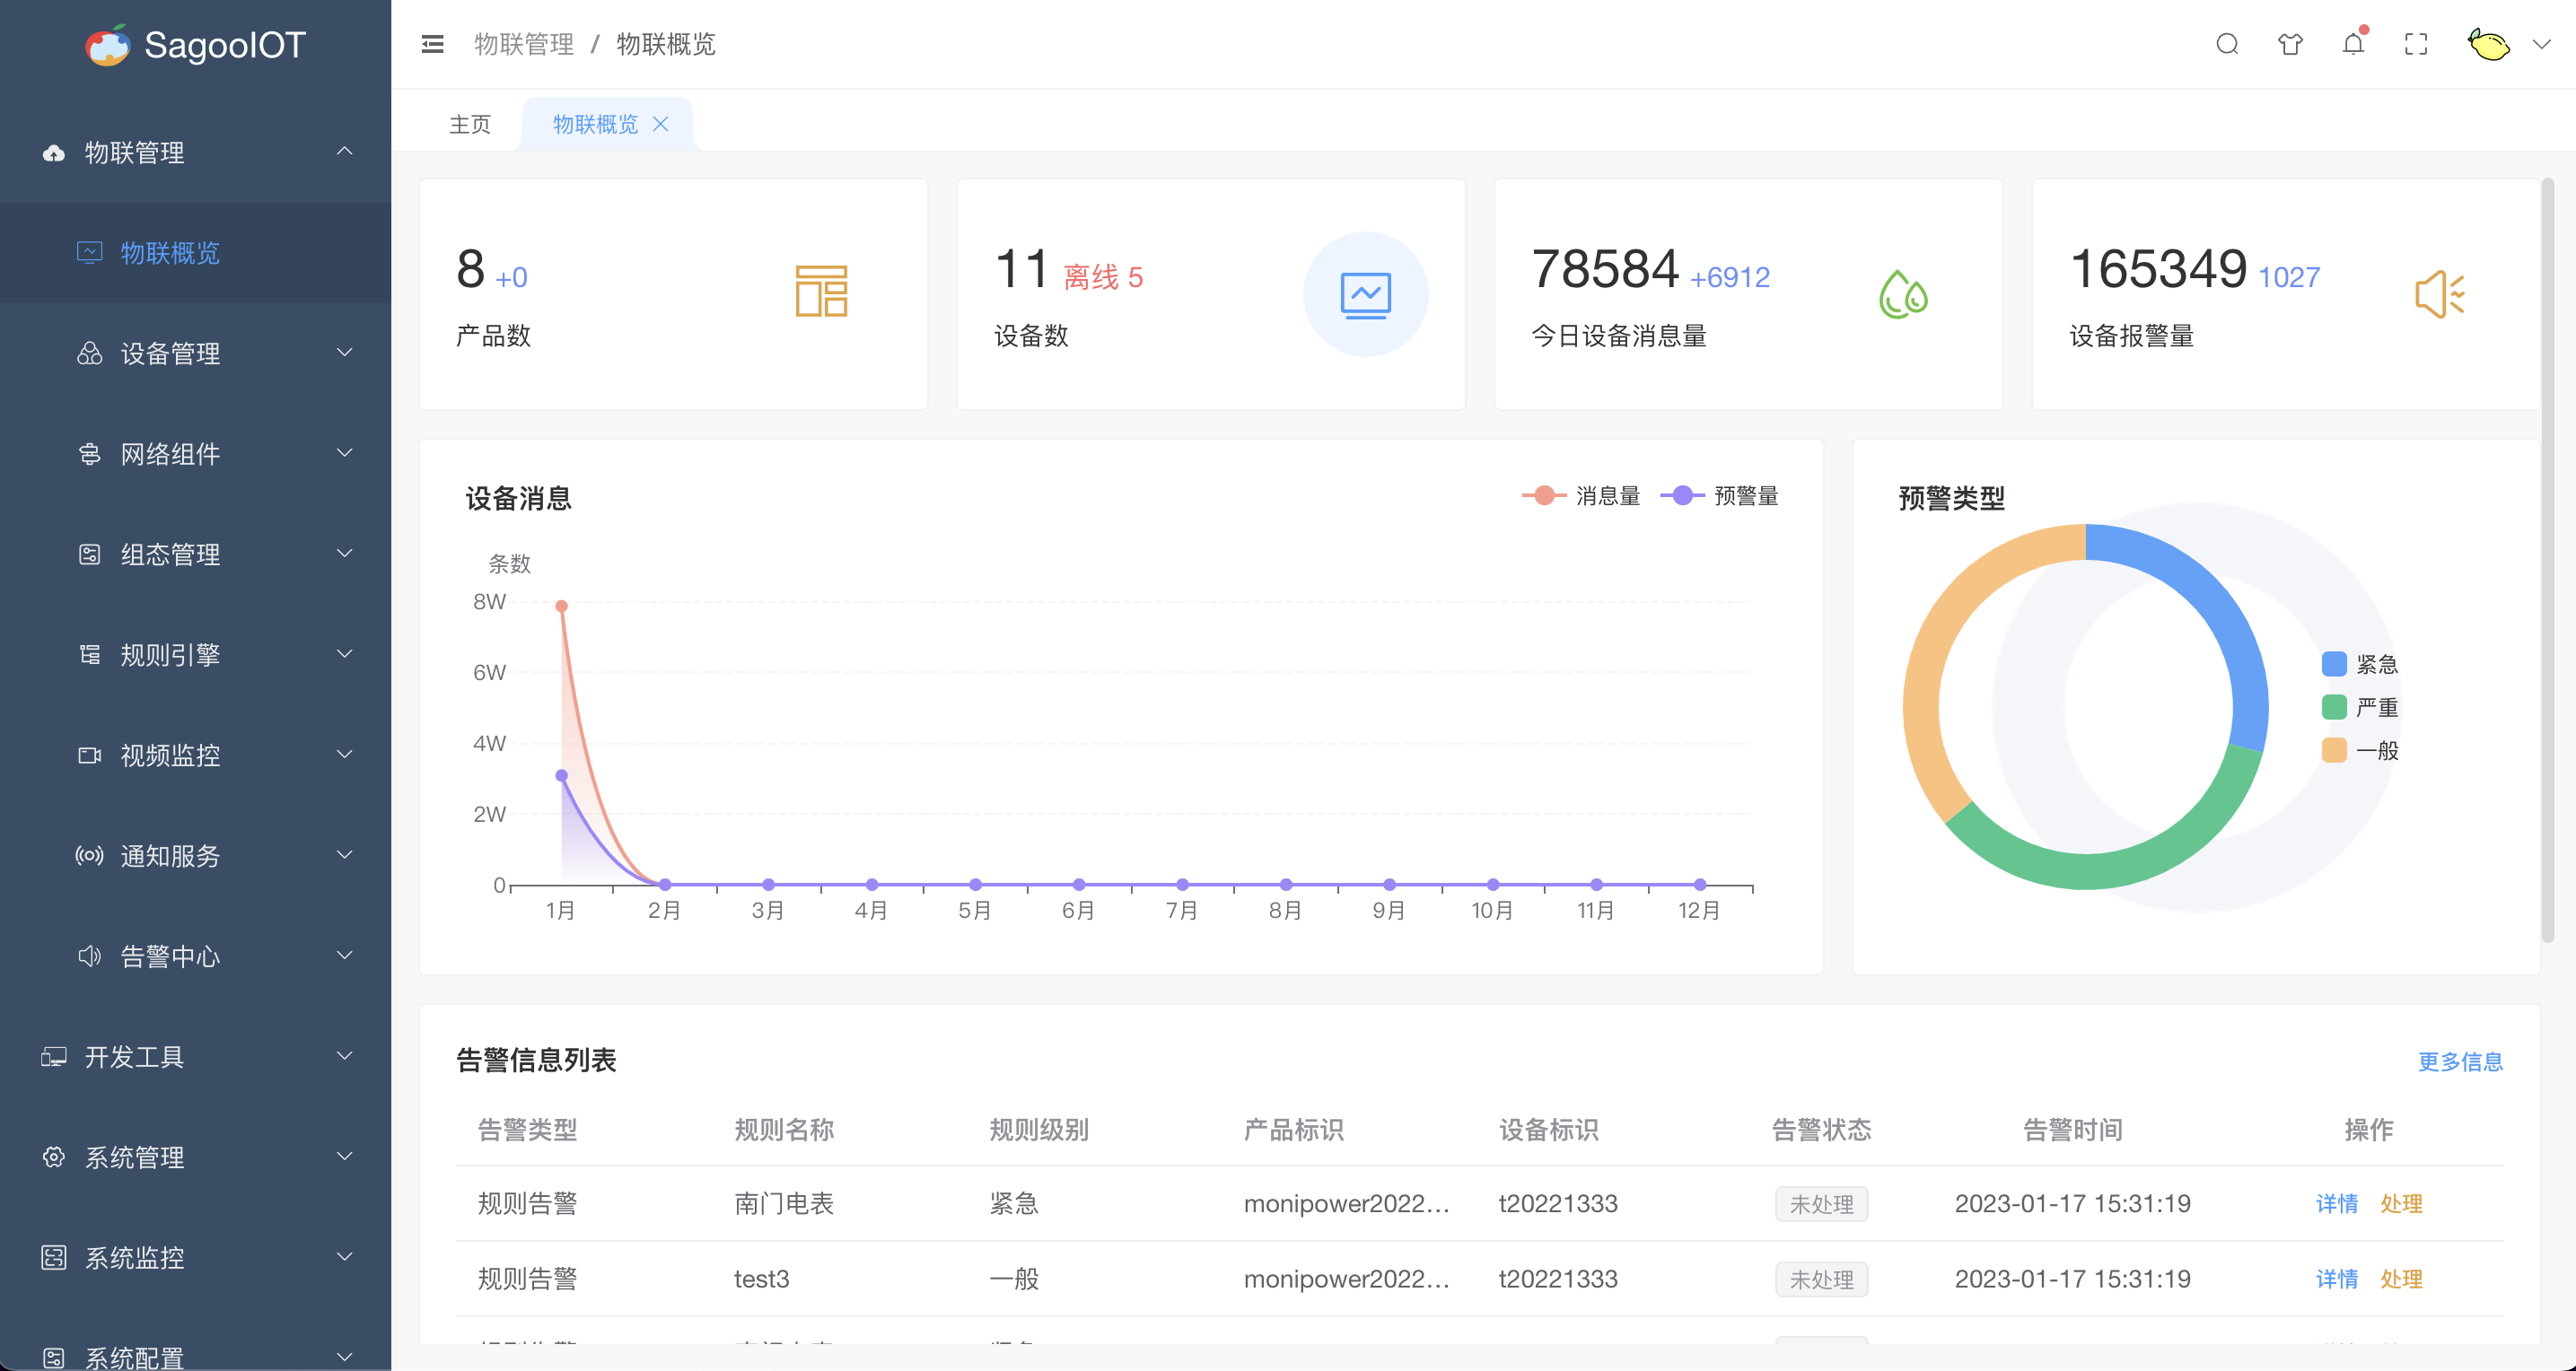 SagooIOT
物联管理
物联概览
设备管理
网络组件
组态管理
规则引擎
视频监控
通知服务
告警中心
开发工具
系统管理
系统监控
系统配置
物联管理 / 物联概览
主页 物联概览
8 +0
产品数
11 离线 5
设备数
78584 +6912
今日设备消息量
165349 1027
设备报警量
设备消息
消息量 预警量
条数
8W
6W
4W
2W
0
1月 2月 3月 4月 5月 6月 7月 8月 9月 10月 11月 12月
预警类型
紧急
严重
一般
告警信息列表 更多信息
告警类型 规则名称 规则级别 产品标识 设备标识 告警状态 告警时间 操作
规则告警 南门电表 紧急 monipower2022... t20221333 未处理 2023-01-17 15:31:19 详情 处理
规则告警 test3 一般 monipower2022... t20221333 未处理 2023-01-17 15:31:19 详情 处理